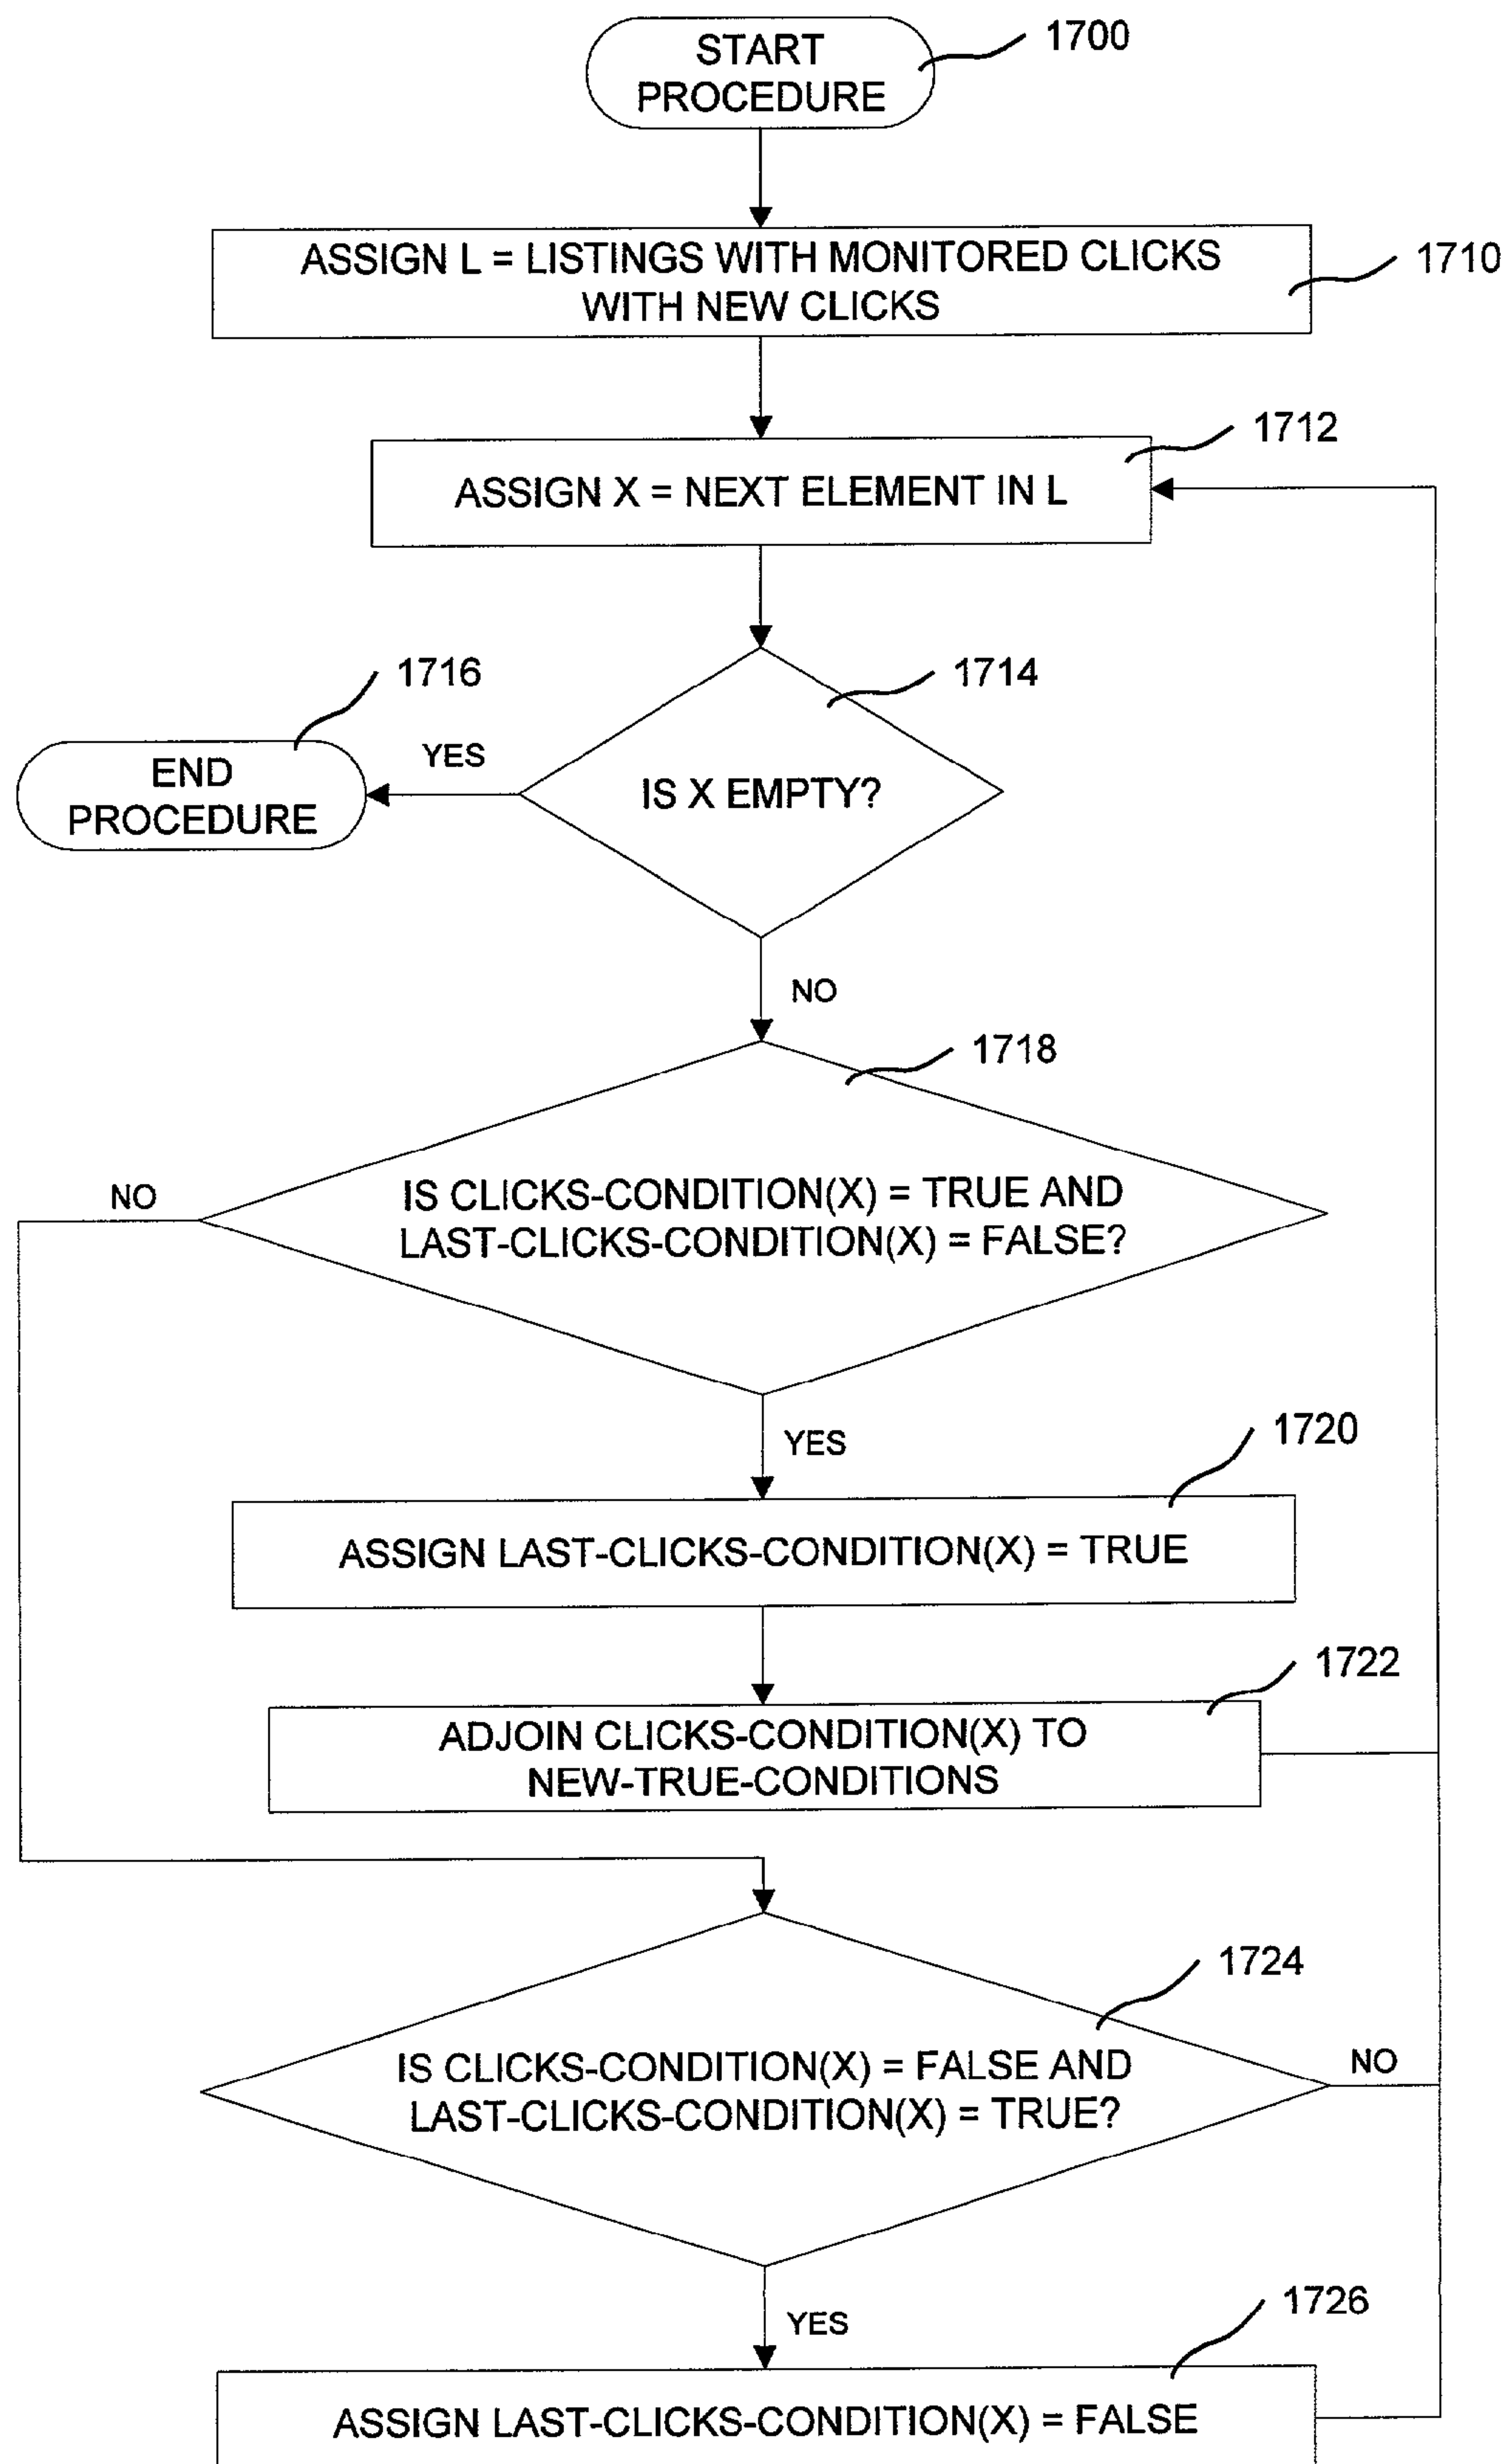 START
PROCEDURE
1700
ASSIGN L = LISTINGS WITH MONITORED CLICKS
WITH NEW CLICKS
1710
1712
ASSIGN X = NEXT ELEMENT IN L
1716
1714
YES
END
PROCEDURE
IS X EMPTY?
NO
1718
NO
IS CLICKS-CONDITION(X) = TRUE AND
LAST-CLICKS-CONDITION(X) = FALSE?
YES
1720
ASSIGN LAST-CLICKS-CONDITION(X) = TRUE
1722
ADJOIN CLICKS-CONDITION(X) TO
NEW-TRUE-CONDITIONS
1724
IS CLICKS-CONDITION(X) = FALSE AND
LAST-CLICKS-CONDITION(X) = TRUE?
NO
YES
1726
ASSIGN LAST-CLICKS-CONDITION(X) = FALSE